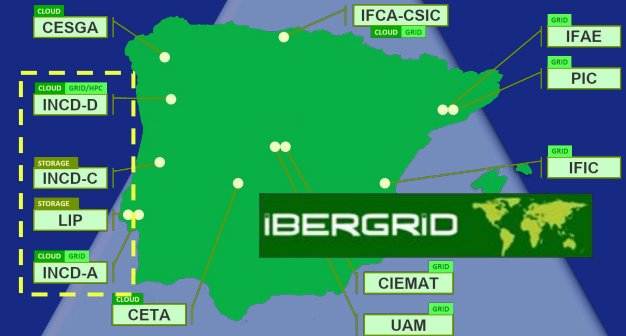 CLOUD
CESGA
IFCA-CSIC
CLOUD GRID
GRID
IFAE
GRID
PIC
CLOUD GRID/HPC
INCD-D
STORAGE
INCD-C
GRID
IFIC
STORAGE
LIP
IBERGRID
CLOUD GRID
INCD-A
GRID
CIEMAT
CLOUD
CETA
GRID
UAM